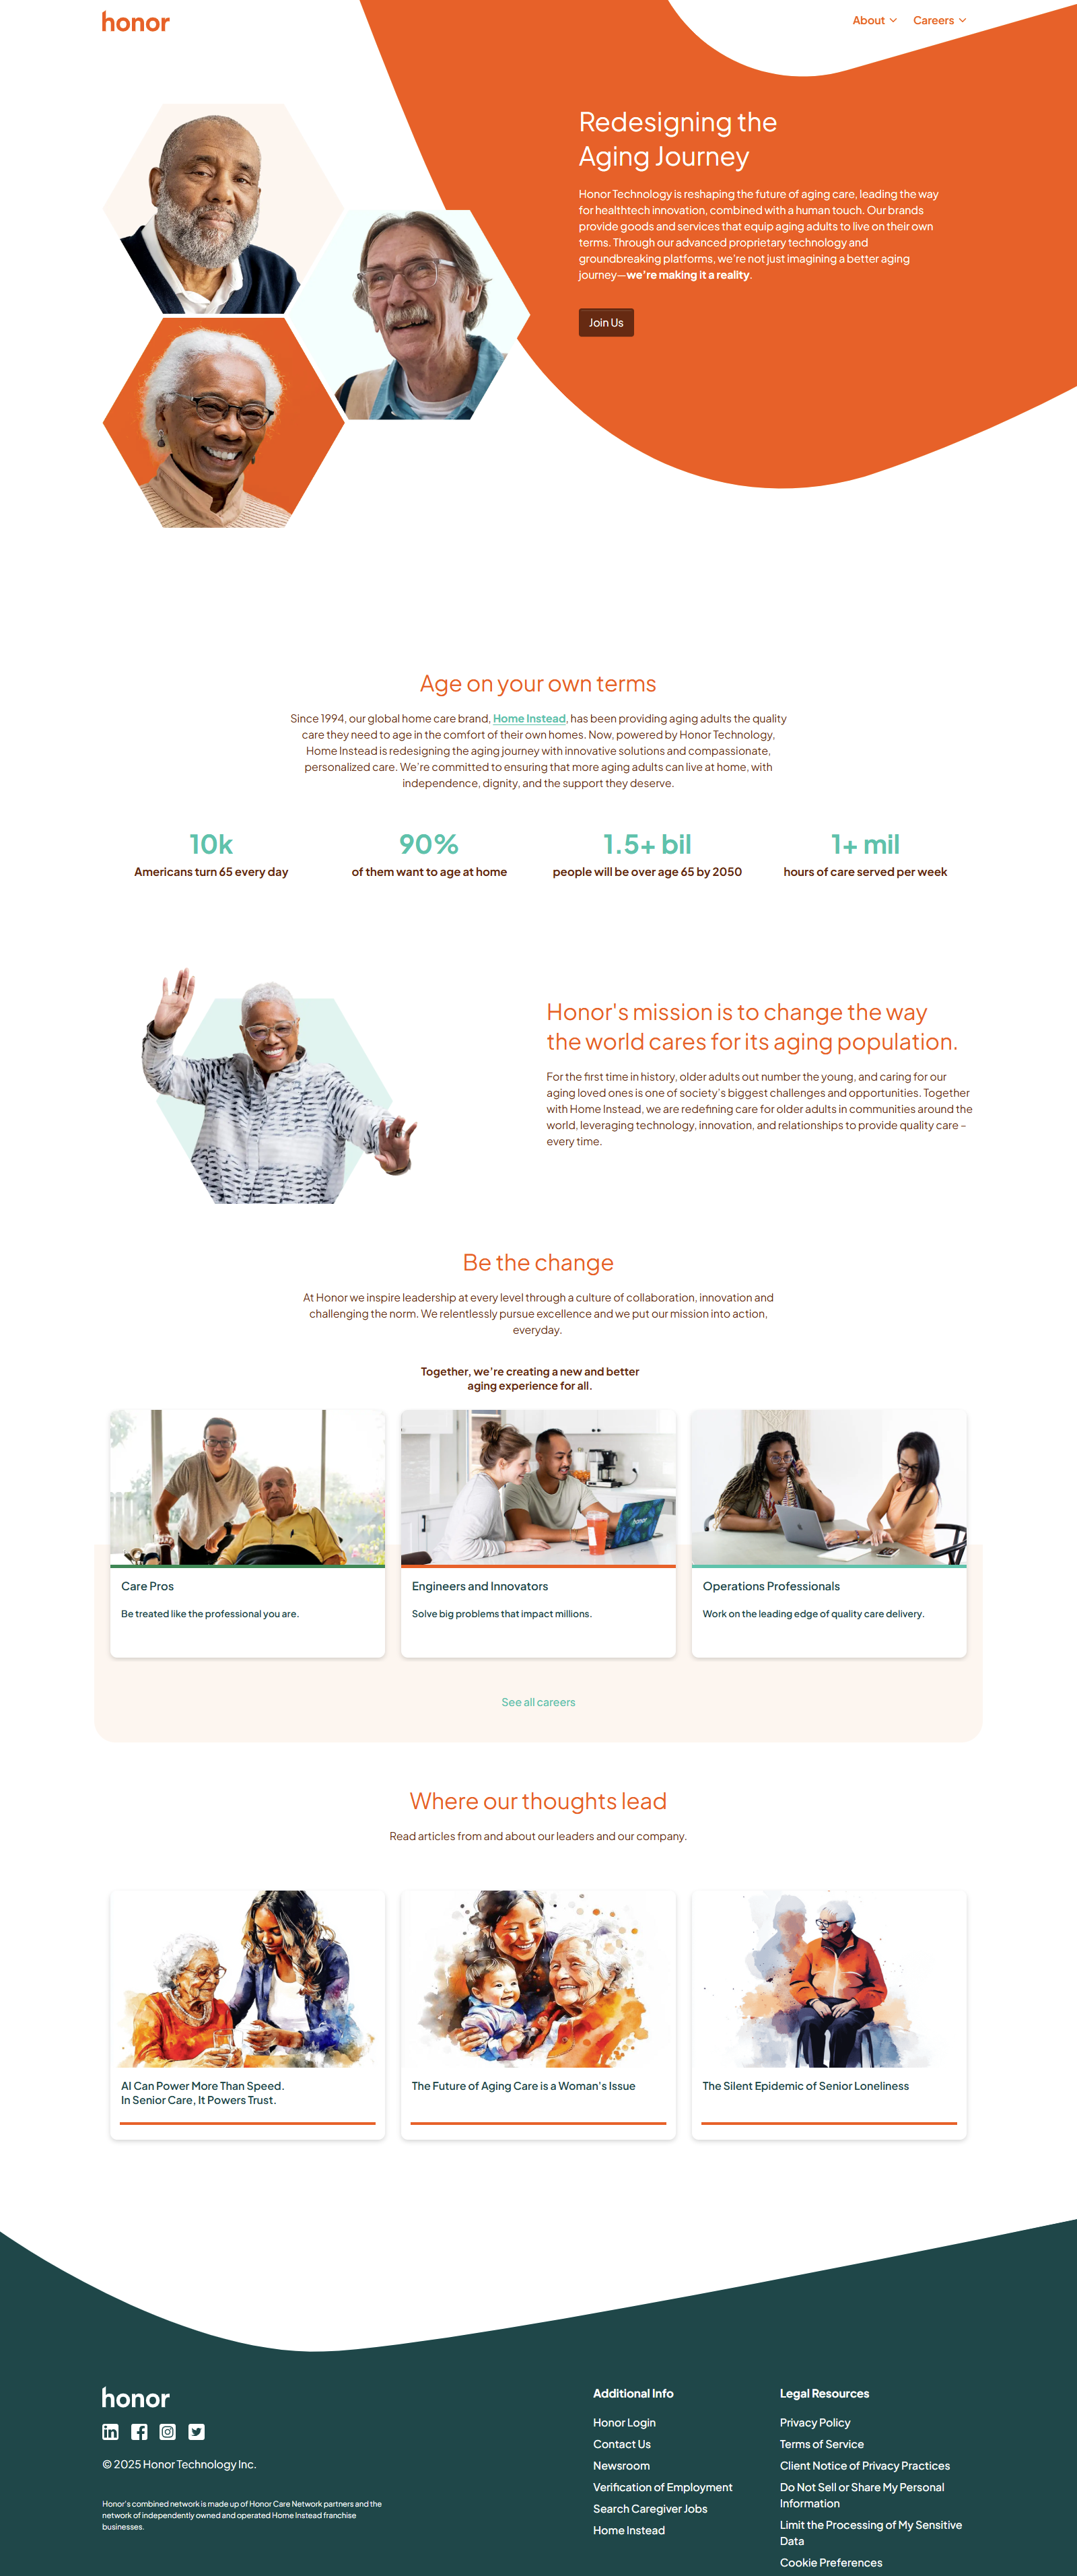 honor
About
Careers
Redesigning the
Aging Journey
Honor Technology is reshaping the future of aging care, leading the way
for healthtech innovation, combined with a human touch. Our brands
provide goods and services that equip aging adults to live on their own
terms. Through our advanced proprietary technology and
groundbreaking platforms, we're not just imagining a better aging
journey—we're making it a reality.
Join Us
Age on your own terms
Since 1994, our global home care brand, Home Instead, has been providing aging adults the quality
care they need to age in the comfort of their own homes. Now, powered by Honor Technology,
Home Instead is redesigning the aging journey with innovative solutions and compassionate,
personalized care. We're committed to ensuring that more aging adults can live at home, with
independence, dignity, and the support they deserve.
10k
Americans turn 65 every day
90%
of them want to age at home
1.5+ bil
people will be over age 65 by 2050
1+ mil
hours of care served per week
Honor's mission is to change the way
the world cares for its aging population.
For the first time in history, older adults out number the young, and caring for our
aging loved ones is one of society's biggest challenges and opportunities. Together
with Home Instead, we are redefining care for older adults in communities around the
world, leveraging technology, innovation, and relationships to provide quality care –
every time.
Be the change
At Honor we inspire leadership at every level through a culture of collaboration, innovation and
challenging the norm. We relentlessly pursue excellence and we put our mission into action,
everyday.
Together, we're creating a new and better
aging experience for all.
honor
Care Pros
Be treated like the professional you are.
Engineers and Innovators
Solve big problems that impact millions.
Operations Professionals
Work on the leading edge of quality care delivery.
See all careers
Where our thoughts lead
Read articles from and about our leaders and our company.
AI Can Power More Than Speed.
In Senior Care, It Powers Trust.
The Future of Aging Care is a Woman's Issue
The Silent Epidemic of Senior Loneliness
honor
© 2025 Honor Technology Inc.
Honor's combined network is made up of Honor Care Network partners and the
network of independently owned and operated Home Instead franchise
businesses.
Additional Info
Honor Login
Contact Us
Newsroom
Verification of Employment
Search Caregiver Jobs
Home Instead
Legal Resources
Privacy Policy
Terms of Service
Client Notice of Privacy Practices
Do Not Sell or Share My Personal
Information
Limit the Processing of My Sensitive
Data
Cookie Preferences